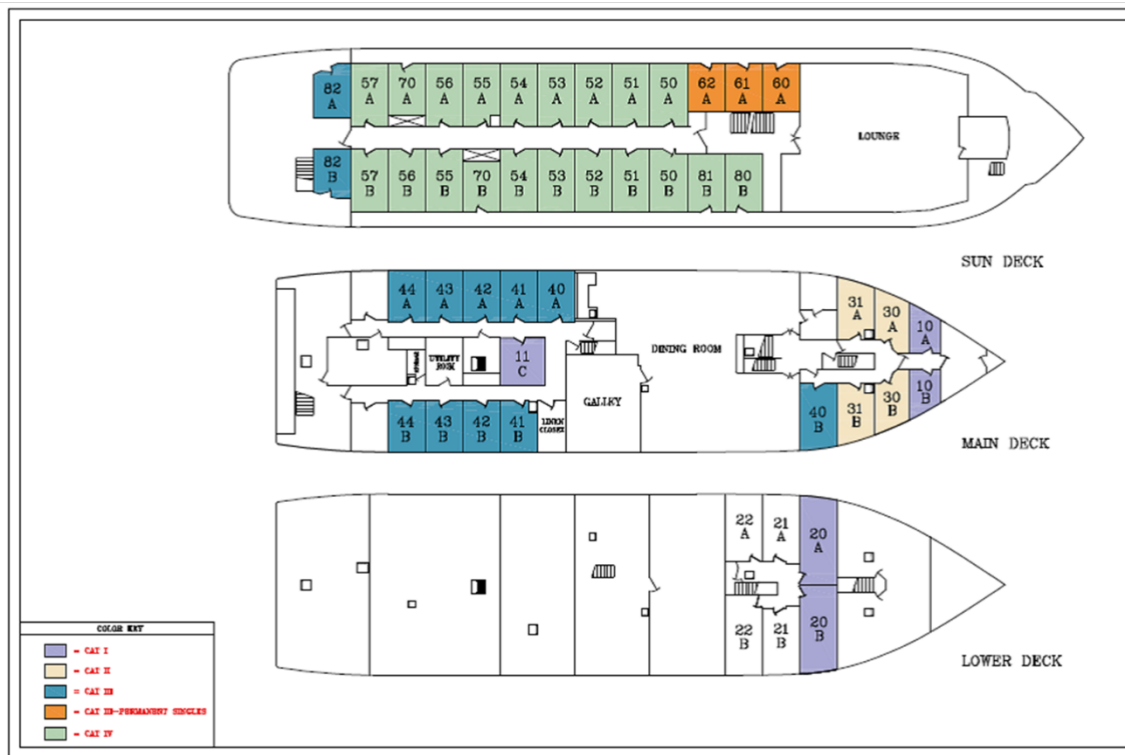 82 A
57 A
70 A
56 A
55 A
54 A
53 A
52 A
51 A
50 A
62 A
61 A
60 A
LOUNGE
82 B
57 B
56 B
55 B
70 B
54 B
53 B
52 B
51 B
50 B
81 B
80 B
SUN DECK
44 A
43 A
42 A
41 A
40 A
31 A
30 A
10 A
UTILITY
11 C
DINING ROOM
GALLEY
44 B
43 B
42 B
41 B
LINEN
CLOSET
40 B
31 B
30 B
10 B
MAIN DECK
22 A
21 A
20 A
22 B
21 B
20 B
LOWER DECK
COLOR KEY
= CAT I
= CAT II
= CAT III
= CAT III-PERMANENT SINGLES
= CAT IV